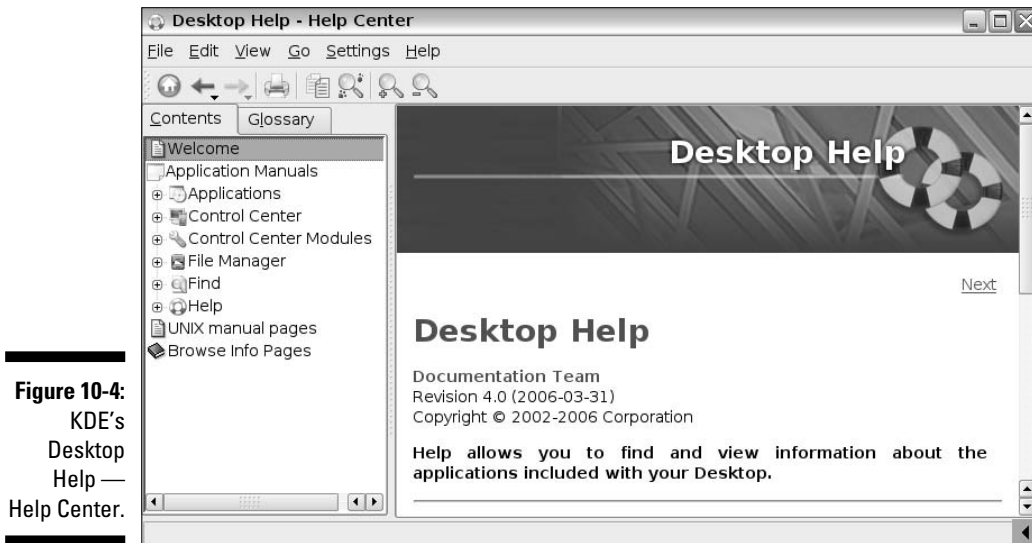 Desktop Help - Help Center
File Edit View Go Settings Help
Contents Glossary
Welcome
Application Manuals
Applications
Control Center
Control Center Modules
File Manager
Find
Help
UNIX manual pages
Browse Info Pages
Desktop Help
Next
Desktop Help
Documentation Team
Revision 4.0 (2006-03-31)
Copyright © 2002-2006 Corporation
Help allows you to find and view information about the
applications included with your Desktop.
Figure 10-4:
KDE's
Desktop
Help —
Help Center.